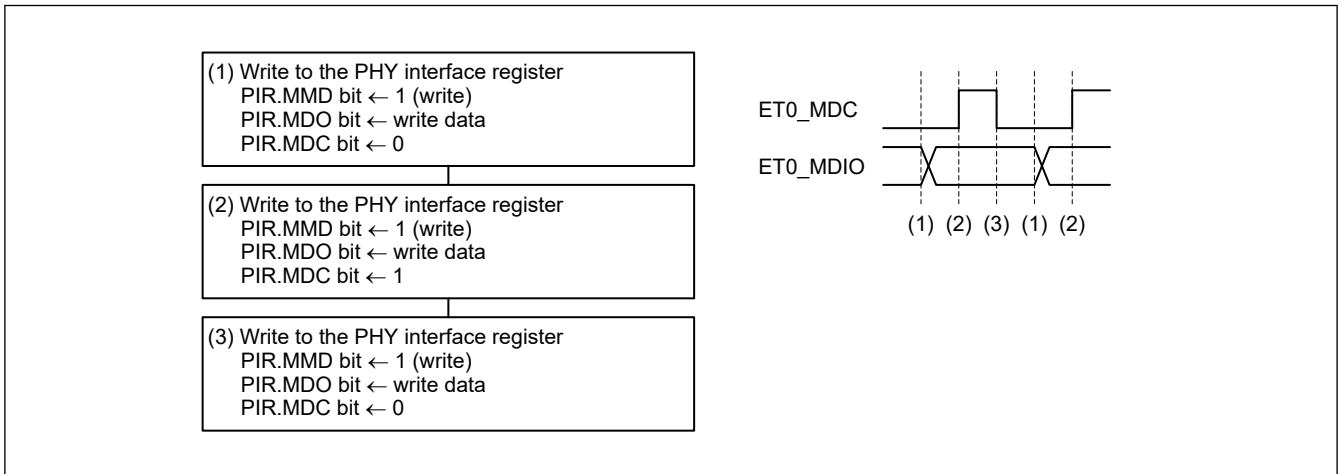 (1) Write to the PHY interface register
PIR.MMD bit ← 1 (write)
PIR.MDO bit ← write data
PIR.MDC bit ← 0
(2) Write to the PHY interface register
PIR.MMD bit ← 1 (write)
PIR.MDO bit ← write data
PIR.MDC bit ← 1
(3) Write to the PHY interface register
PIR.MMD bit ← 1 (write)
PIR.MDO bit ← write data
PIR.MDC bit ← 0
ET0_MDC
ET0_MDIO
(1) (2) (3) (1) (2)